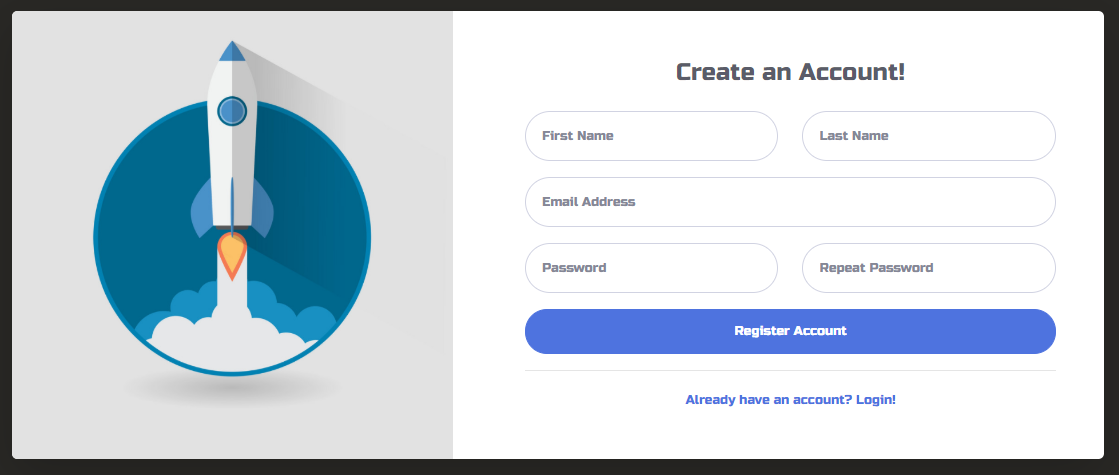 Create an Account!
First Name
Last Name
Email Address
Password
Repeat Password
Register Account
Already have an account? Login!